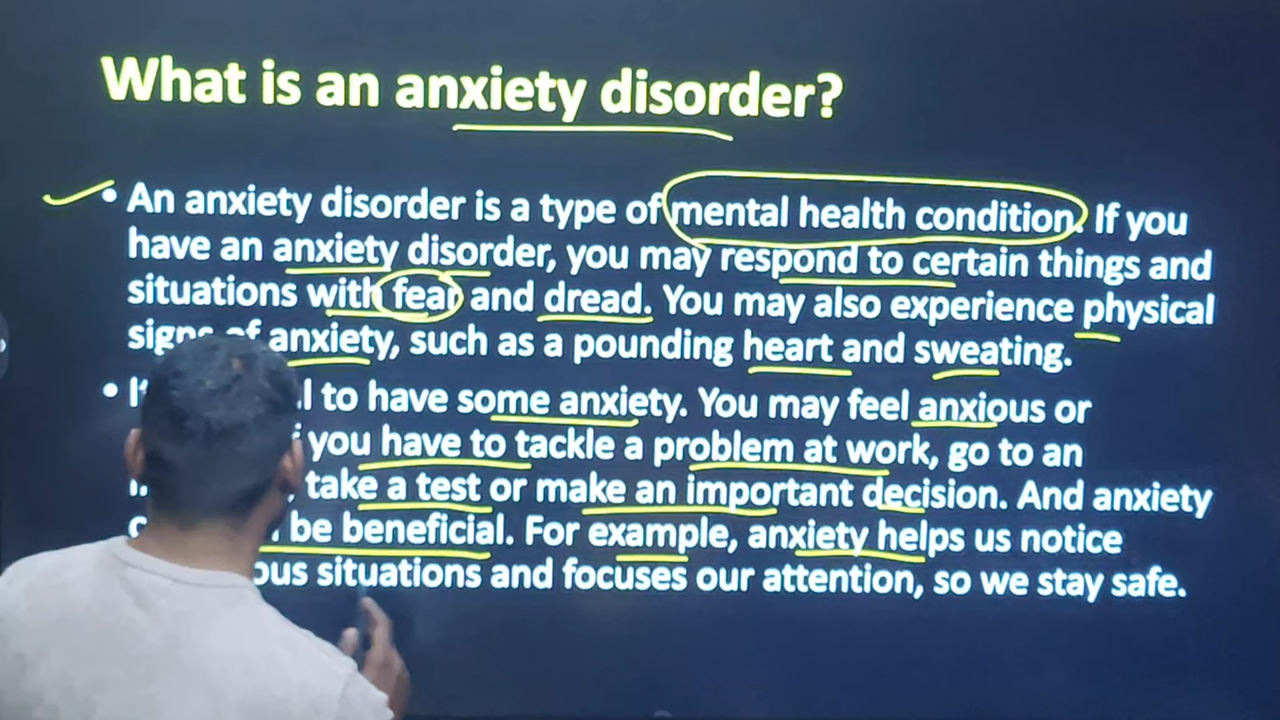 What is an anxiety disorder?
• An anxiety disorder is a type of mental health condition. If you
have an anxiety disorder, you may respond to certain things and
situations with fear and dread. You may also experience physical
signs of anxiety, such as a pounding heart and sweating.
• to have some anxiety. You may feel anxious or
you have to tackle a problem at work, go to an
take a test or make an important decision. And anxiety
be beneficial. For example, anxiety helps us notice
situations and focuses our attention, so we stay safe.